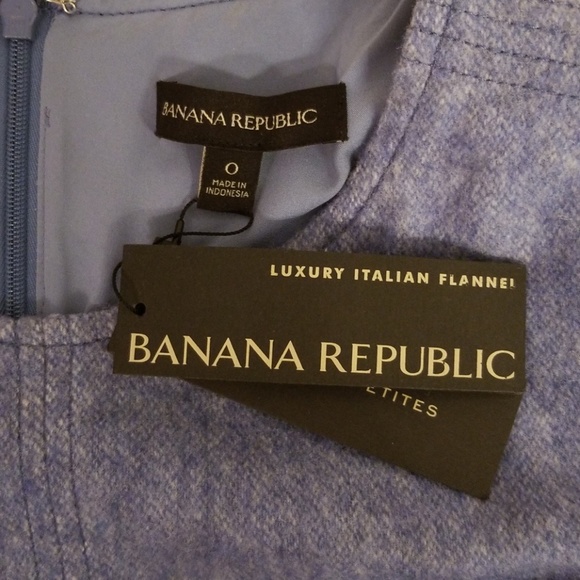 BANANA REPUBLIC
0
MADE IN
INDONESIA
LUXURY ITALIAN FLANNEL
BANANA REPUBLIC
ETITES